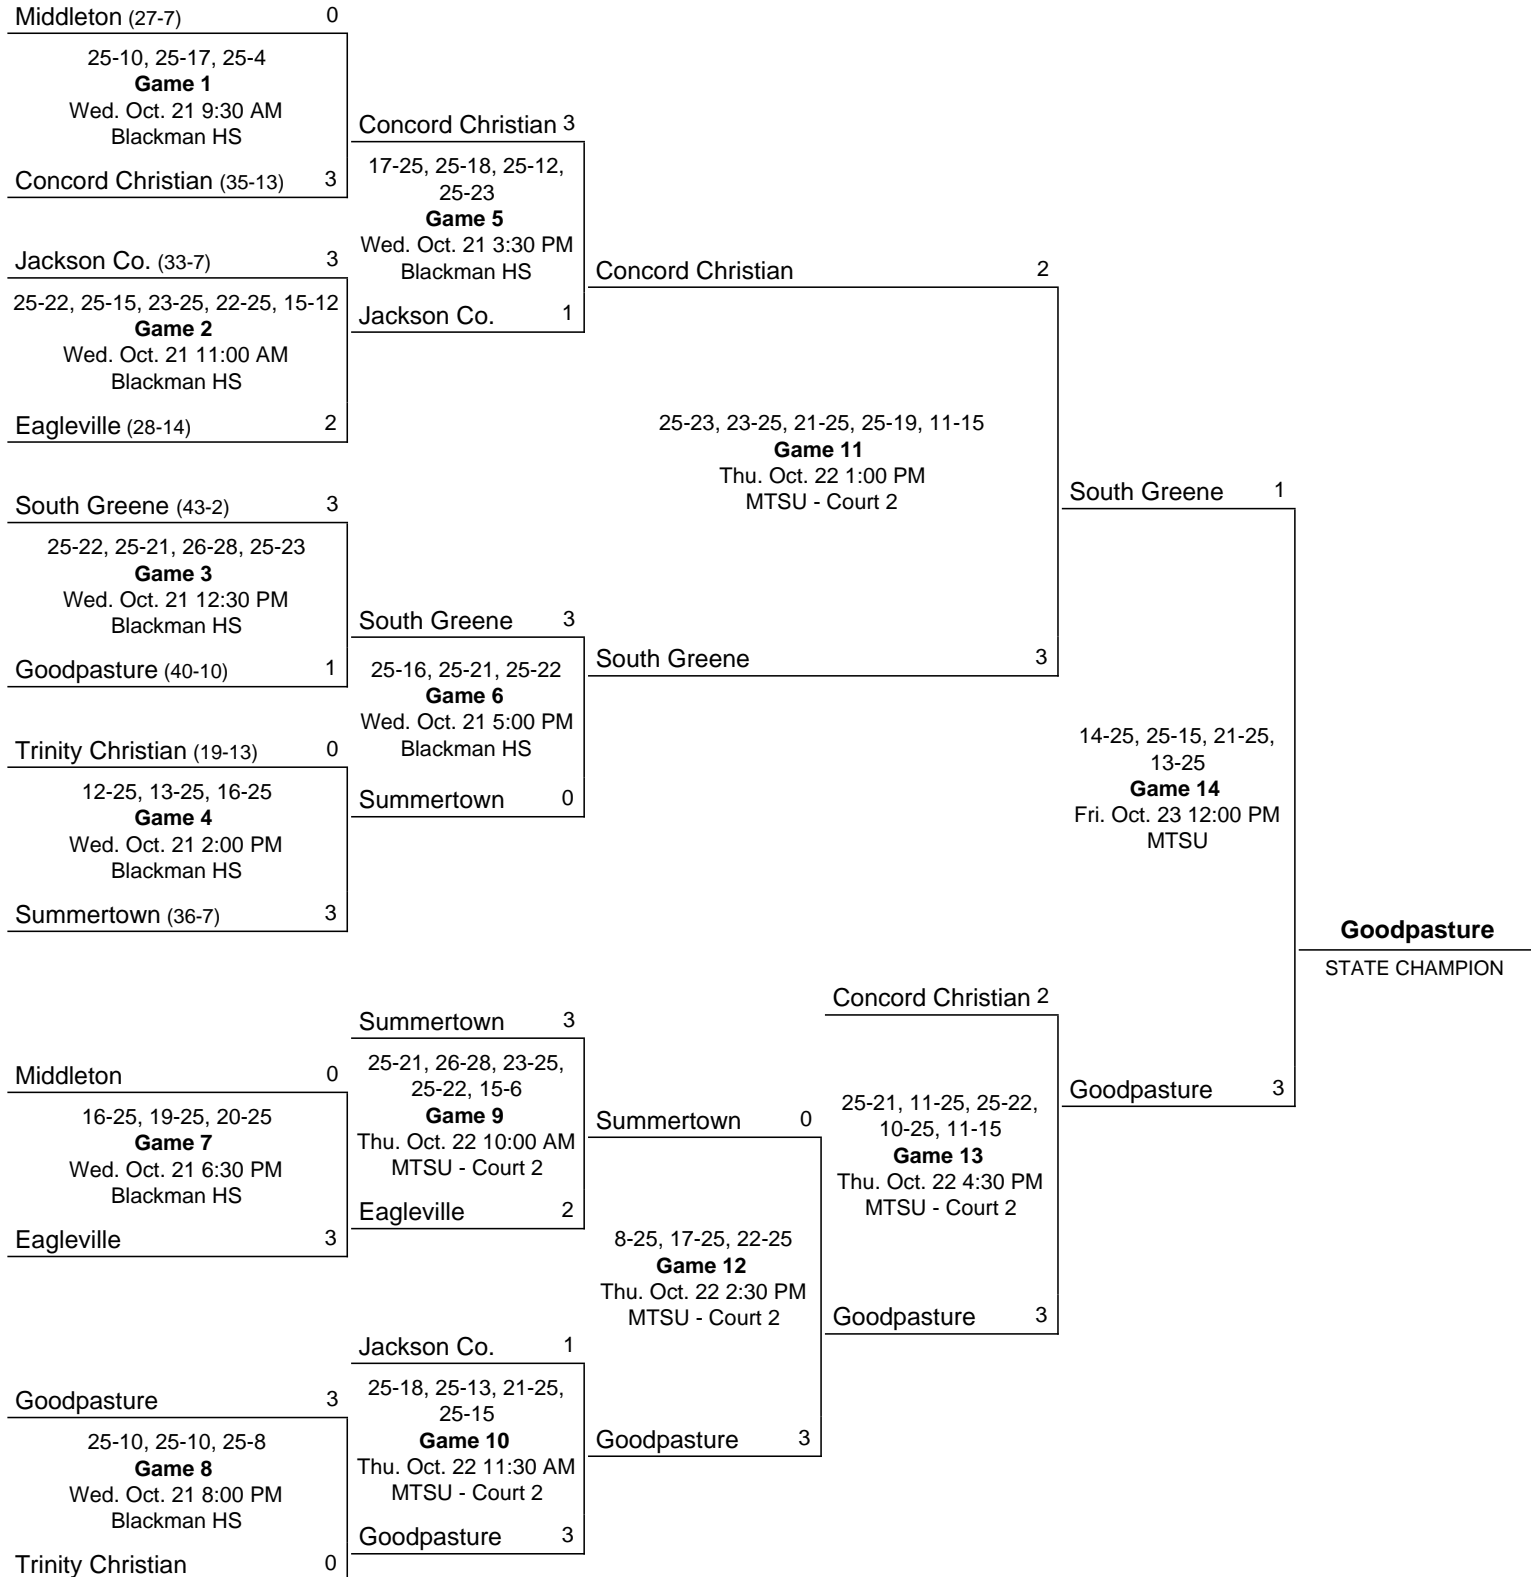 Middleton (27-7) 0
25-10, 25-17, 25-4
Game 1
Wed. Oct. 21 9:30 AM
Blackman HS
Concord Christian (35-13) 3
Jackson Co. (33-7) 3
25-22, 25-15, 23-25, 22-25, 15-12
Game 2
Wed. Oct. 21 11:00 AM
Blackman HS
Eagleville (28-14) 2
South Greene (43-2) 3
25-22, 25-21, 26-28, 25-23
Game 3
Wed. Oct. 21 12:30 PM
Blackman HS
Goodpasture (40-10) 1
Trinity Christian (19-13) 0
12-25, 13-25, 16-25
Game 4
Wed. Oct. 21 2:00 PM
Blackman HS
Summertown (36-7) 3
Concord Christian 3
17-25, 25-18, 25-12,
25-23
Game 5
Wed. Oct. 21 3:30 PM
Blackman HS
Jackson Co. 1
South Greene 3
25-16, 25-21, 25-22
Game 6
Wed. Oct. 21 5:00 PM
Blackman HS
Summertown 0
Concord Christian 2
25-23, 23-25, 21-25, 25-19, 11-15
Game 11
Thu. Oct. 22 1:00 PM
MTSU - Court 2
South Greene 3
South Greene 1
14-25, 25-15, 21-25,
13-25
Game 14
Fri. Oct. 23 12:00 PM
MTSU
Goodpasture 3
Goodpasture
STATE CHAMPION
Middleton 0
16-25, 19-25, 20-25
Game 7
Wed. Oct. 21 6:30 PM
Blackman HS
Eagleville 3
Goodpasture 3
25-10, 25-10, 25-8
Game 8
Wed. Oct. 21 8:00 PM
Blackman HS
Trinity Christian 0
Summertown 3
25-21, 26-28, 23-25,
25-22, 15-6
Game 9
Thu. Oct. 22 10:00 AM
MTSU - Court 2
Eagleville 2
Jackson Co. 1
25-18, 25-13, 21-25,
25-15
Game 10
Thu. Oct. 22 11:30 AM
MTSU - Court 2
Goodpasture 3
Summertown 0
8-25, 17-25, 22-25
Game 12
Thu. Oct. 22 2:30 PM
MTSU - Court 2
Goodpasture 3
Concord Christian 2
25-21, 11-25, 25-22,
10-25, 11-15
Game 13
Thu. Oct. 22 4:30 PM
MTSU - Court 2
Goodpasture 3